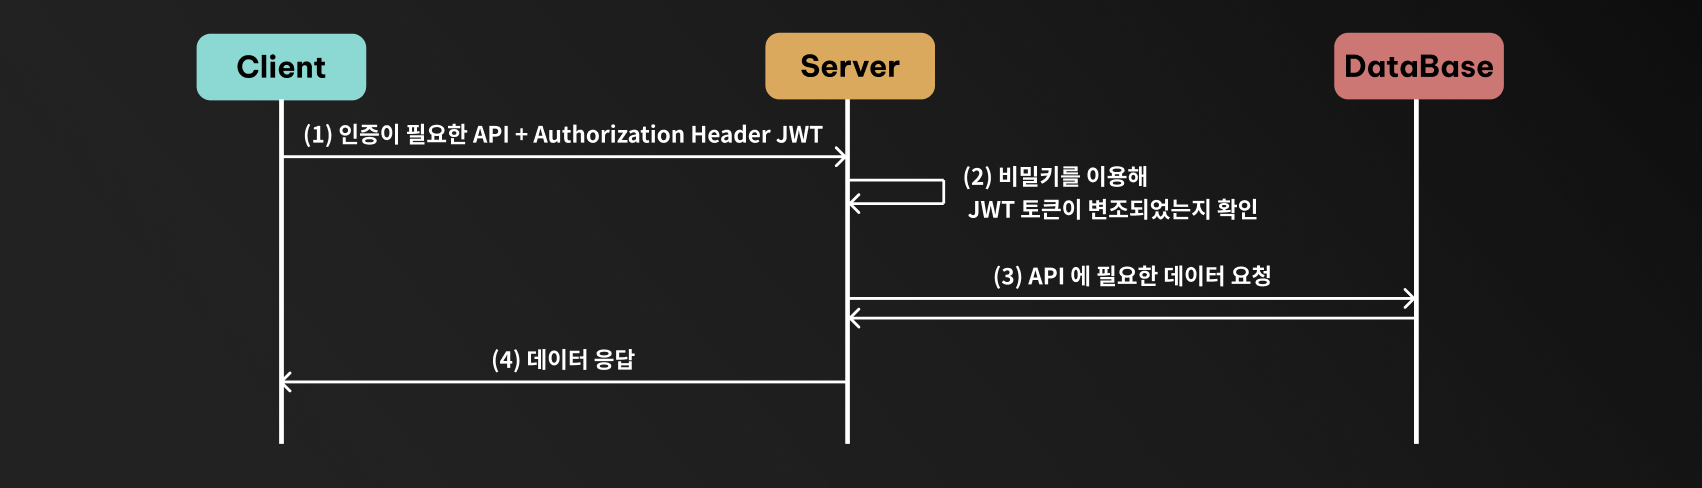 Client
Server
DataBase
(1) 인증이 필요한 API + Authorization Header JWT
(2) 비밀키를 이용해
JWT 토큰이 변조되었는지 확인
(3) API 에 필요한 데이터 요청
(4) 데이터 응답